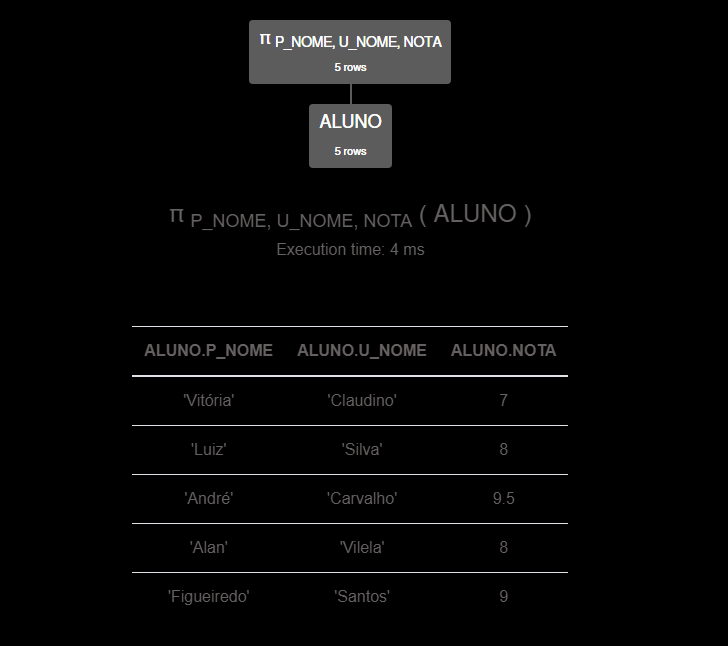 π P_NOME, U_NOME, NOTA
5 rows
ALUNO
5 rows
π P_NOME, U_NOME, NOTA ( ALUNO )
Execution time: 4 ms
ALUNO.P_NOME ALUNO.U_NOME ALUNO.NOTA
'Vitória' 'Claudino' 7
'Luiz' 'Silva' 8
'André' 'Carvalho' 9.5
'Alan' 'Vilela' 8
'Figueiredo' 'Santos' 9